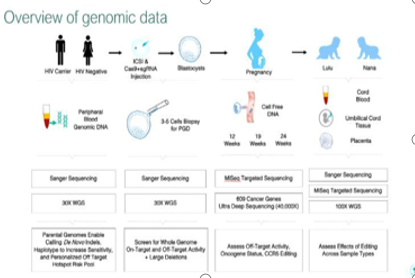 Overview of genomic data
HIV Carrier HIV Negative
ICSI &
Cas9+sgRNA
Injection
Blastocysts
Pregnancy
Lulu Nana
Peripheral
Blood
Genomic DNA
3-5 Cells Biopsy
for PGD
Cell Free
DNA
12 19 24
Weeks Weeks Weeks
Cord
Blood
Umbilical Cord
Tissue
Placenta
Sanger Sequencing
30X WGS
Parental Genomes Enable
Calling De Novo Indels,
Haplotype to Increase Sensitivity,
and Personalized Off Target
Hotspot Risk Pool
Sanger Sequencing
30X WGS
Screen for Whole Genome
On-Target and Off-Target Activity
+ Large Deletions
MiSeq Targeted Sequencing
609 Cancer Genes
Ultra Deep Sequencing (40,000X)
Assess Off-Target Activity,
Oncogene Status, CCR5 Editing
Sanger Sequencing
MiSeq Targeted Sequencing
100X WGS
Assess Effects of Editing
Across Sample Types